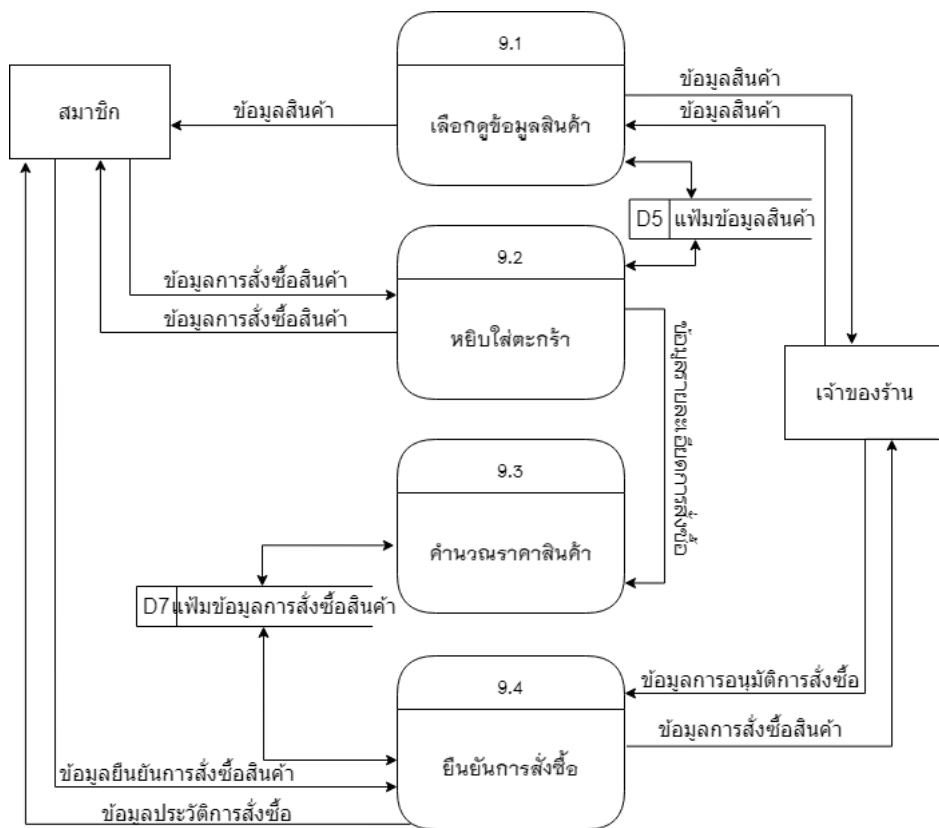 9.1
สมาชิก
ข้อมูลสินค้า
เลือกดูข้อมูลสินค้า
ข้อมูลสินค้า
ข้อมูลสินค้า
D5 แฟ้มข้อมูลสินค้า
9.2
ข้อมูลการสั่งซื้อสินค้า
ข้อมูลการสั่งซื้อสินค้า
หยิบใส่ตะกร้า
ข้อมูลรายละเอียดการสั่งซื้อ
เจ้าของร้าน
9.3
คำนวณราคาสินค้า
D7 แฟ้มข้อมูลการสั่งซื้อสินค้า
9.4
ข้อมูลการอนุมัติการสั่งซื้อ
ข้อมูลการสั่งซื้อสินค้า
ยืนยันการสั่งซื้อ
ข้อมูลยืนยันการสั่งซื้อสินค้า
ข้อมูลประวัติการสั่งซื้อ